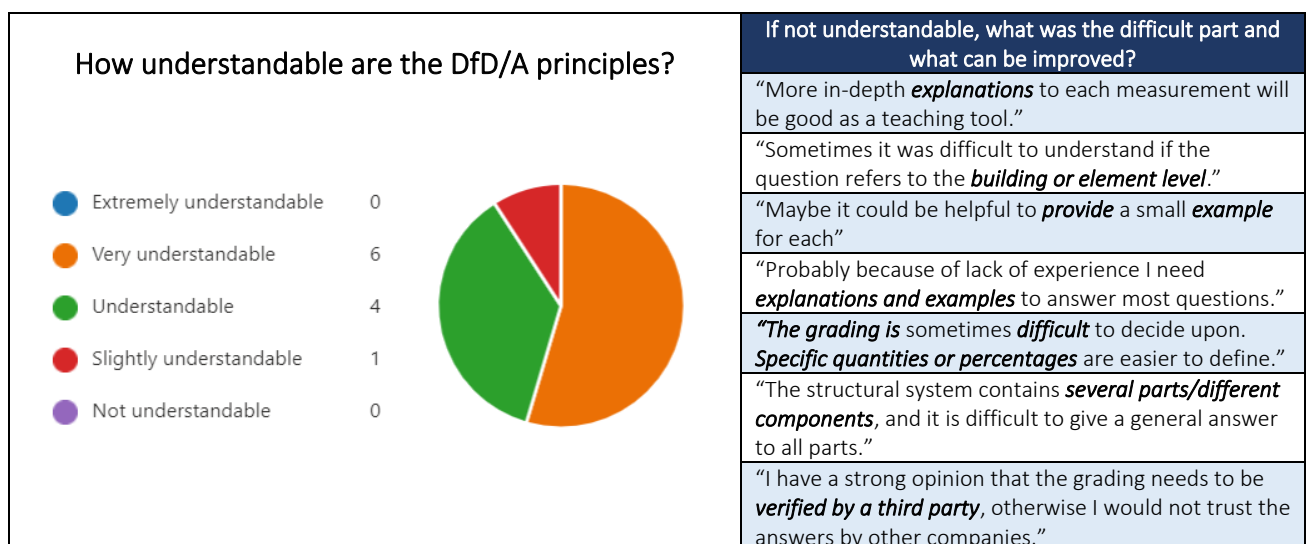 How understandable are the DfD/A principles?
Extremely understandable 0
Very understandable 6
Understandable 4
Slightly understandable 1
Not understandable 0
If not understandable, what was the difficult part and
what can be improved?
“More in-depth explanations to each measurement will
be good as a teaching tool.”
“Sometimes it was difficult to understand if the
question refers to the building or element level.”
“Maybe it could be helpful to provide a small example
for each”
“Probably because of lack of experience I need
explanations and examples to answer most questions.”
“The grading is sometimes difficult to decide upon.
Specific quantities or percentages are easier to define.”
“The structural system contains several parts/different
components, and it is difficult to give a general answer
to all parts.”
“I have a strong opinion that the grading needs to be
verified by a third party, otherwise I would not trust the
answers by other companies.”